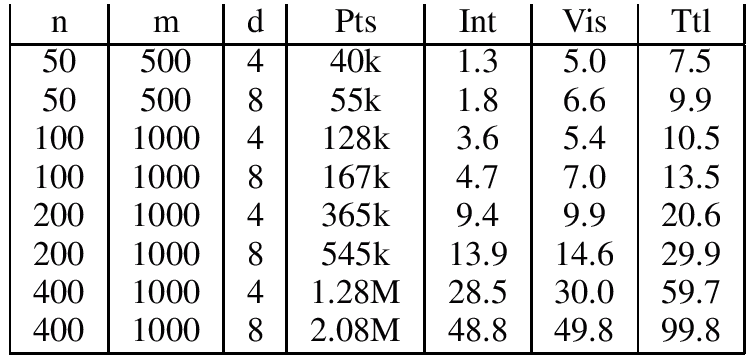 n m d Pts Int Vis Ttl
50 500 4 40k 1.3 5.0 7.5
50 500 8 55k 1.8 6.6 9.9
100 1000 4 128k 3.6 5.4 10.5
100 1000 8 167k 4.7 7.0 13.5
200 1000 4 365k 9.4 9.9 20.6
200 1000 8 545k 13.9 14.6 29.9
400 1000 4 1.28M 28.5 30.0 59.7
400 1000 8 2.08M 48.8 49.8 99.8